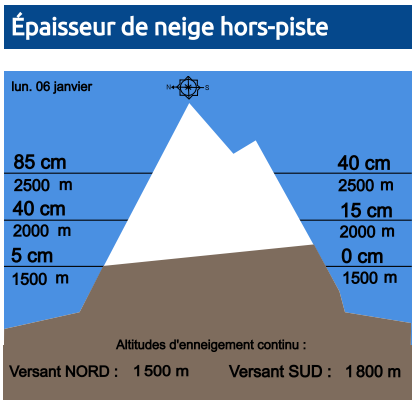 Épaisseur de neige hors-piste
lun. 06 janvier
N S
85 cm 40 cm
2500 m 2500 m
40 cm 15 cm
2000 m 2000 m
5 cm 0 cm
1500 m 1500 m
Altitudes d'enneigement continu :
Versant NORD : 1 500 m Versant SUD : 1 800 m